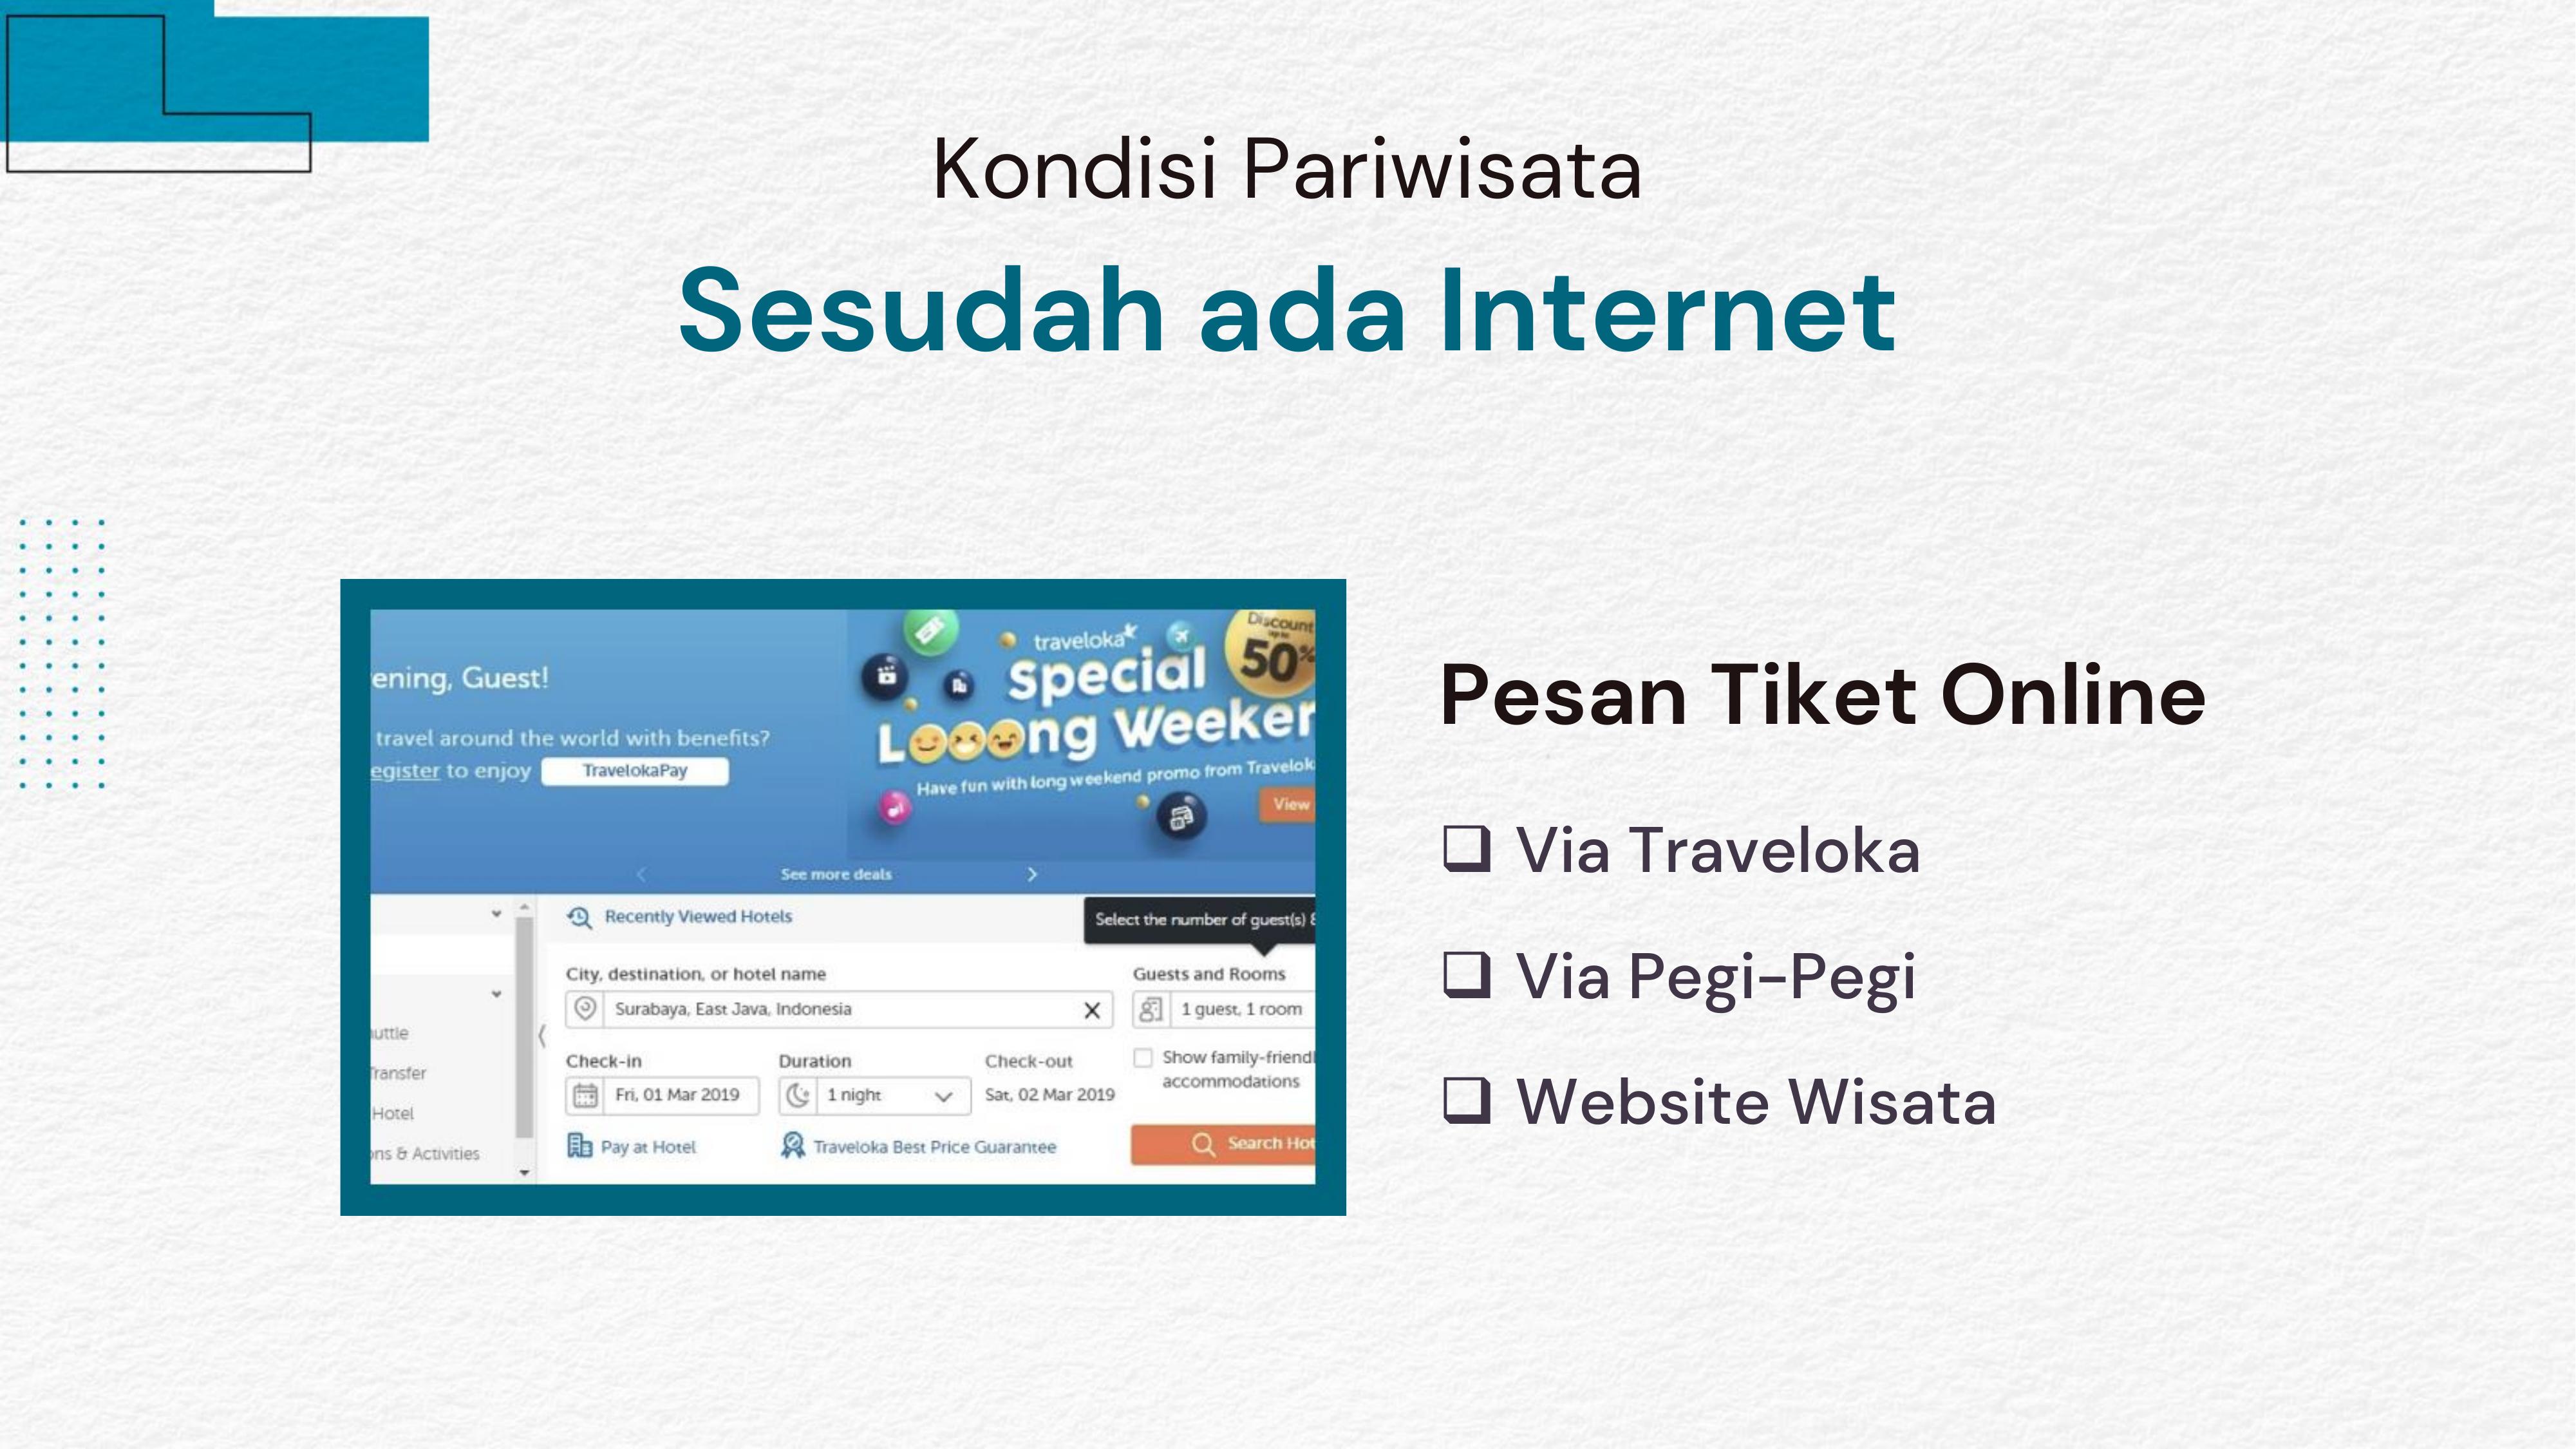 Kondisi Pariwisata
Sesudah ada Internet
ening, Guest!
travel around the world with benefits?
egister to enjoy TravelokaPay
traveloka
Special
Looong Weeken
Have fun with long weekend promo from Travelok
Discount
up to
50%
View
See more deals
Recently Viewed Hotels
Select the number of guest(s) &
City, destination, or hotel name
Guests and Rooms
Surabaya, East Java, Indonesia
1 guest, 1 room
uttle
Transfer
Hotel
ons & Activities
Check-in
Duration
Check-out
Show family-friendl
accommodations
Fri, 01 Mar 2019
1 night
Sat, 02 Mar 2019
Pay at Hotel
Traveloka Best Price Guarantee
Search Hot
Pesan Tiket Online
❑ Via Traveloka
❑ Via Pegi-Pegi
❑ Website Wisata